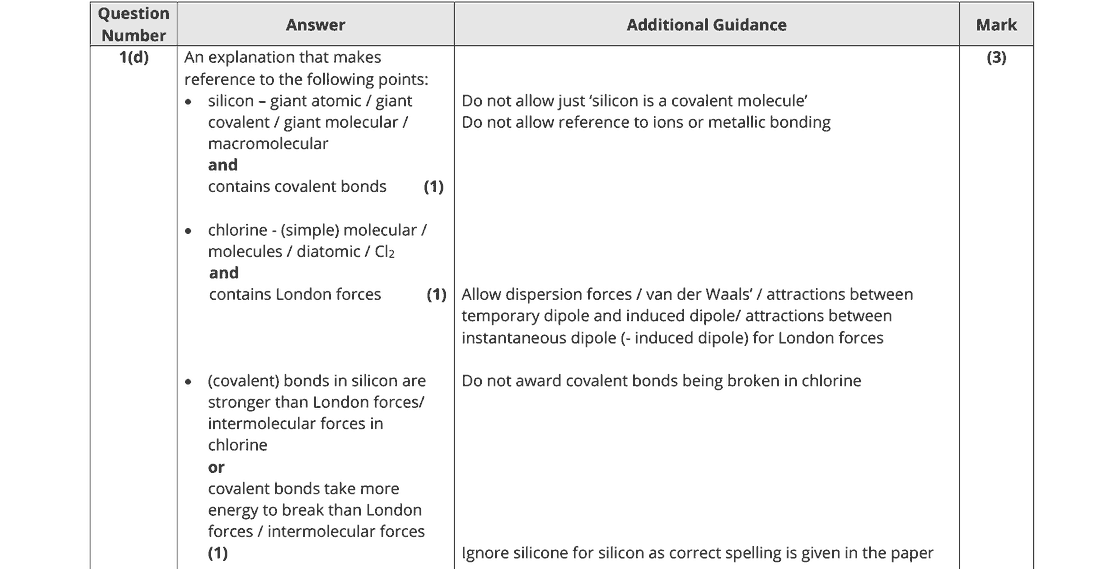 Question Number Answer Additional Guidance Mark
1(d) An explanation that makes (3)
reference to the following points:
• silicon – giant atomic / giant Do not allow just ‘silicon is a covalent molecule’
covalent / giant molecular / Do not allow reference to ions or metallic bonding
macromolecular
and
contains covalent bonds (1)
• chlorine - (simple) molecular /
molecules / diatomic / Cl₂
and
contains London forces (1) Allow dispersion forces / van der Waals’ / attractions between
temporary dipole and induced dipole/ attractions between
instantaneous dipole (- induced dipole) for London forces
• (covalent) bonds in silicon are Do not award covalent bonds being broken in chlorine
stronger than London forces/
intermolecular forces in
chlorine
or
covalent bonds take more
energy to break than London
forces / intermolecular forces
(1) Ignore silicone for silicon as correct spelling is given in the paper